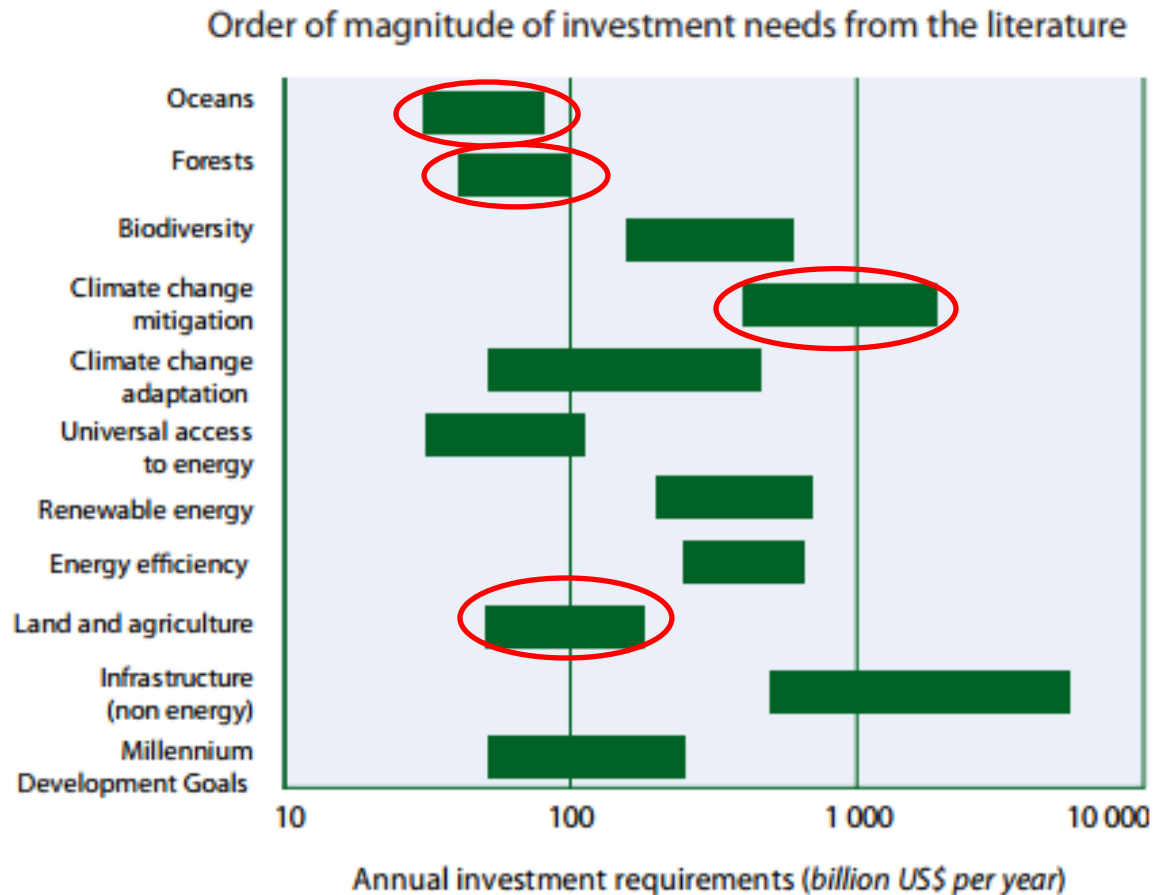 Order of magnitude of investment needs from the literature
Oceans
Forests
Biodiversity
Climate change
mitigation
Climate change
adaptation
Universal access
to energy
Renewable energy
Energy efficiency
Land and agriculture
Infrastructure
(non energy)
Millennium
Development Goals
10 100 1 000 10 000
Annual investment requirements (billion US$ per year)